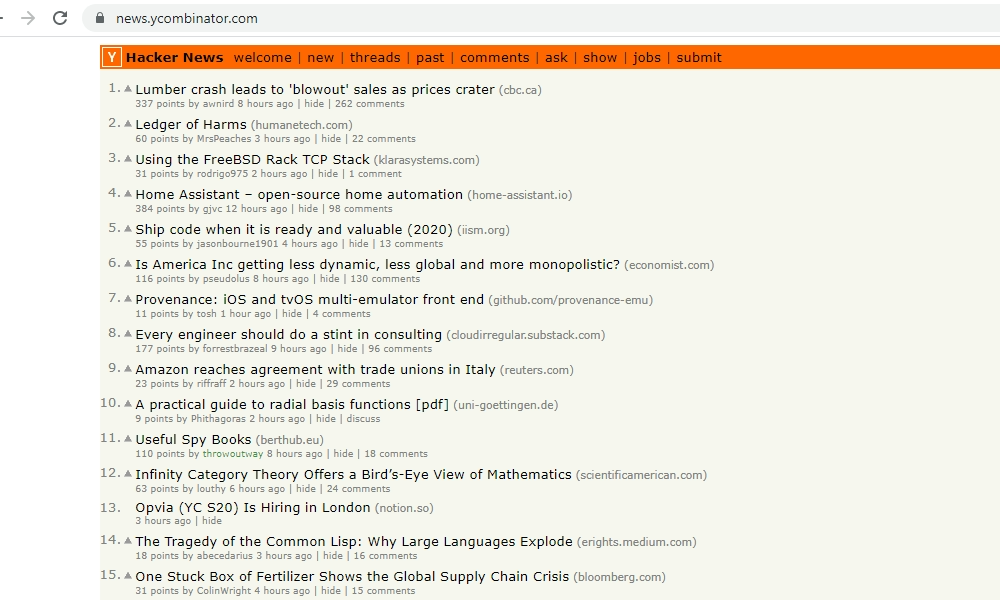 news.ycombinator.com
Y Hacker News welcome | new | threads | past | comments | ask | show | jobs | submit
1. Lumber crash leads to 'blowout' sales as prices crater (cbc.ca)
337 points by awnird 8 hours ago | hide | 262 comments
2. Ledger of Harms (humanetech.com)
60 points by MrsPeaches 3 hours ago | hide | 22 comments
3. Using the FreeBSD Rack TCP Stack (klarasystems.com)
31 points by rodrigo975 2 hours ago | hide | 1 comment
4. Home Assistant – open-source home automation (home-assistant.io)
384 points by gjvc 12 hours ago | hide | 98 comments
5. Ship code when it is ready and valuable (2020) (iism.org)
55 points by jasonbourne1901 4 hours ago | hide | 13 comments
6. Is America Inc getting less dynamic, less global and more monopolistic? (economist.com)
116 points by pseudolus 8 hours ago | hide | 130 comments
7. Provenance: iOS and tvOS multi-emulator front end (github.com/provenance-emu)
11 points by tosh 1 hour ago | hide | 4 comments
8. Every engineer should do a stint in consulting (cloudirregular.substack.com)
177 points by forrestbrazeal 9 hours ago | hide | 96 comments
9. Amazon reaches agreement with trade unions in Italy (reuters.com)
23 points by riffraff 2 hours ago | hide | 29 comments
10. A practical guide to radial basis functions [pdf] (uni-goettingen.de)
9 points by Phithagoras 2 hours ago | hide | discuss
11. Useful Spy Books (berthub.eu)
110 points by throwoutway 8 hours ago | hide | 18 comments
12. Infinity Category Theory Offers a Bird’s-Eye View of Mathematics (scientificamerican.com)
63 points by louthy 6 hours ago | hide | 24 comments
13. Opvia (YC S20) Is Hiring in London (notion.so)
3 hours ago | hide
14. The Tragedy of the Common Lisp: Why Large Languages Explode (erights.medium.com)
18 points by abecedarius 3 hours ago | hide | 16 comments
15. One Stuck Box of Fertilizer Shows the Global Supply Chain Crisis (bloomberg.com)
31 points by ColinWright 4 hours ago | hide | 15 comments